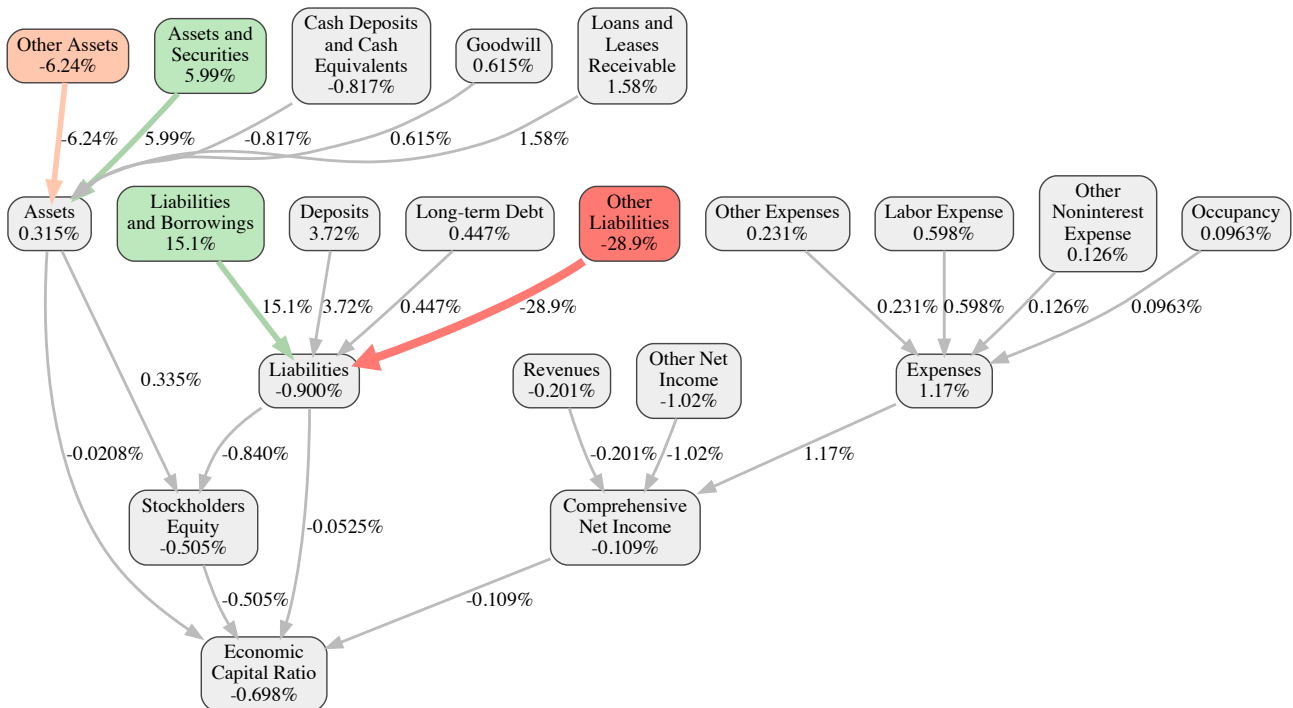 Other Assets
-6.24%
Assets and
Securities
5.99%
Cash Deposits
and Cash
Equivalents
-0.817%
Goodwill
0.615%
Loans and
Leases
Receivable
1.58%
-6.24%
5.99%
-0.817%
0.615%
1.58%
Assets
0.315%
Liabilities
and Borrowings
15.1%
Deposits
3.72%
Long-term Debt
0.447%
Other
Liabilities
-28.9%
Other Expenses
0.231%
Labor Expense
0.598%
Other
Noninterest
Expense
0.126%
Occupancy
0.0963%
15.1%
3.72%
0.447%
-28.9%
0.231%
0.598%
0.126%
0.0963%
Liabilities
-0.900%
Revenues
-0.201%
Other Net
Income
-1.02%
Expenses
1.17%
0.335%
-0.0208%
-0.840%
-0.201%
-1.02%
1.17%
Stockholders
Equity
-0.505%
-0.0525%
Comprehensive
Net Income
-0.109%
-0.505%
-0.109%
Economic
Capital Ratio
-0.698%